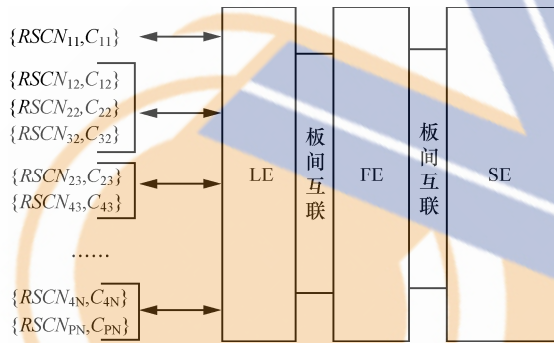 {RSCN11,C11}
{RSCN12,C12}
{RSCN22,C22}
{RSCN32,C32}
{RSCN23,C23}
{RSCN43,C43}
……
{RSCN4N,C4N}
{RSCNPN,CPN}
LE
板间互联
FE
板间互联
SE